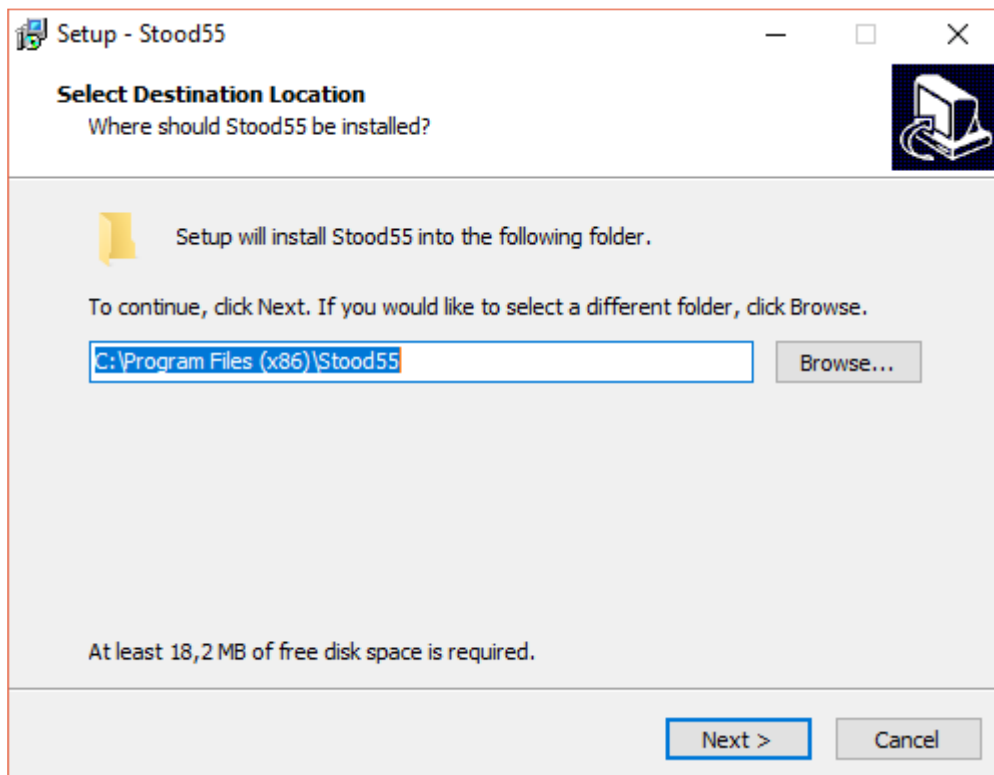 Setup - Stood55
Select Destination Location
Where should Stood55 be installed?
Setup will install Stood55 into the following folder.
To continue, click Next. If you would like to select a different folder, click Browse.
C:\Program Files (x86)\Stood55
Browse...
At least 18,2 MB of free disk space is required.
Next >
Cancel